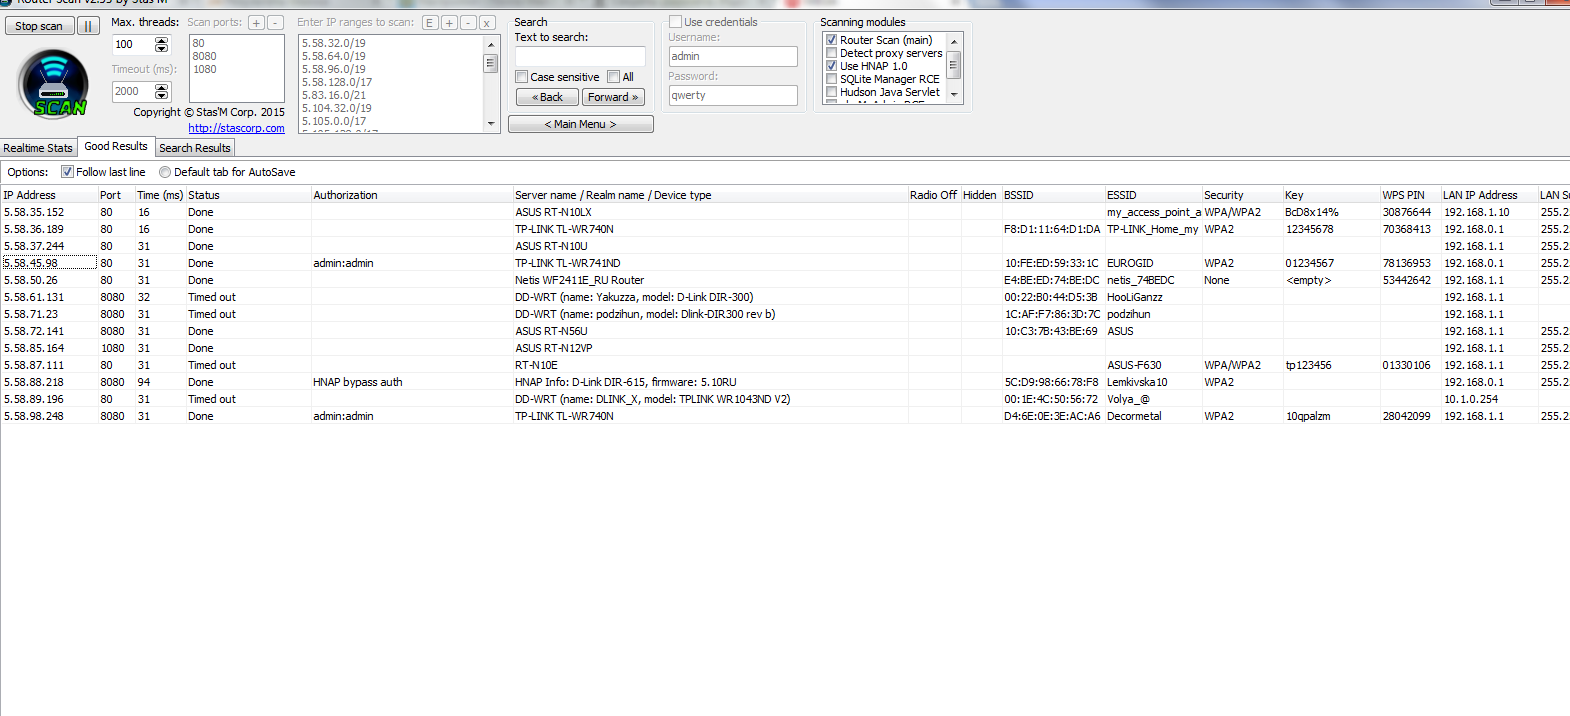 Router Scan v2.53 by Stas'M
Stop scan
||
Max. threads:
100
Timeout (ms):
2000
Scan ports:
+
-
80
8080
1080
SCAN
Copyright © Stas'M Corp. 2015
http://stascorp.com
Enter IP ranges to scan:
E
+
-
x
5.58.32.0/19
5.58.64.0/19
5.58.96.0/19
5.58.128.0/17
5.83.16.0/21
5.104.32.0/19
5.105.0.0/17
Search
Text to search:
Case sensitive
All
« Back
Forward »
< Main Menu >
Use credentials
Username:
admin
Password:
qwerty
Scanning modules
Router Scan (main)
Detect proxy servers
Use HNAP 1.0
SQLite Manager RCE
Hudson Java Servlet
Realtime Stats Good Results Search Results
Options: Follow last line Default tab for AutoSave
IP Address Port Time (ms) Status Authorization Server name / Realm name / Device type Radio Off Hidden BSSID ESSID Security Key WPS PIN LAN IP Address LAN Su
5.58.35.152 80 16 Done ASUS RT-N10LX my_access_point_a WPA/WPA2 BcD8x14% 30876644 192.168.1.10 255.2
5.58.36.189 80 16 Done TP-LINK TL-WR740N F8:D1:11:64:D1:DA TP-LINK_Home_my WPA2 12345678 70368413 192.168.0.1 255.2
5.58.37.244 80 31 Done ASUS RT-N10U 192.168.1.1 255.2
5.58.45.98 80 31 Done admin:admin TP-LINK TL-WR741ND 10:FE:ED:59:33:1C EUROGID WPA2 01234567 78136953 192.168.0.1 255.2
5.58.50.26 80 31 Done Netis WF2411E_RU Router E4:BE:ED:74:BE:DC netis_74BEDC None <empty> 53442642 192.168.1.1 255.2
5.58.61.131 8080 32 Timed out DD-WRT (name: Yakuzza, model: D-Link DIR-300) 00:22:B0:44:D5:3B HooLiGanzz 192.168.1.1
5.58.71.23 8080 31 Timed out DD-WRT (name: podzihun, model: Dlink-DIR300 rev b) 1C:AF:F7:86:3D:7C podzihun 192.168.1.1
5.58.72.141 8080 31 Done ASUS RT-N56U 10:C3:7B:43:BE:69 ASUS 192.168.1.1 255.2
5.58.85.164 1080 31 Done ASUS RT-N12VP 192.168.1.1 255.2
5.58.87.111 80 31 Timed out RT-N10E ASUS-F630 WPA/WPA2 tp123456 01330106 192.168.1.1 255.2
5.58.88.218 8080 94 Done HNAP bypass auth HNAP Info: D-Link DIR-615, firmware: 5.10RU 5C:D9:98:66:78:F8 Lemkivska10 WPA2 192.168.0.1 255.2
5.58.89.196 80 31 Timed out DD-WRT (name: DLINK_X, model: TPLINK WR1043ND V2) 00:1E:4C:50:56:72 Volya_@ 10.1.0.254
5.58.98.248 8080 31 Done admin:admin TP-LINK TL-WR740N D4:6E:0E:3E:AC:A6 Decormetal WPA2 10qpalzm 28042099 192.168.1.1 255.2